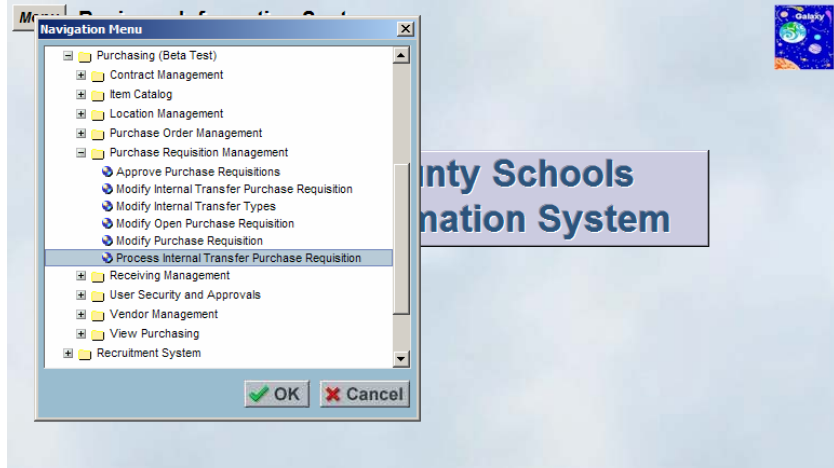 Menu
Navigation Menu
Purchasing (Beta Test)
Contract Management
Item Catalog
Location Management
Purchase Order Management
Purchase Requisition Management
Approve Purchase Requisitions
Modify Internal Transfer Purchase Requisition
Modify Internal Transfer Types
Modify Open Purchase Requisition
Modify Purchase Requisition
Process Internal Transfer Purchase Requisition
Receiving Management
User Security and Approvals
Vendor Management
View Purchasing
Recruitment System
OK Cancel
Galaxy
unty Schools
mation System